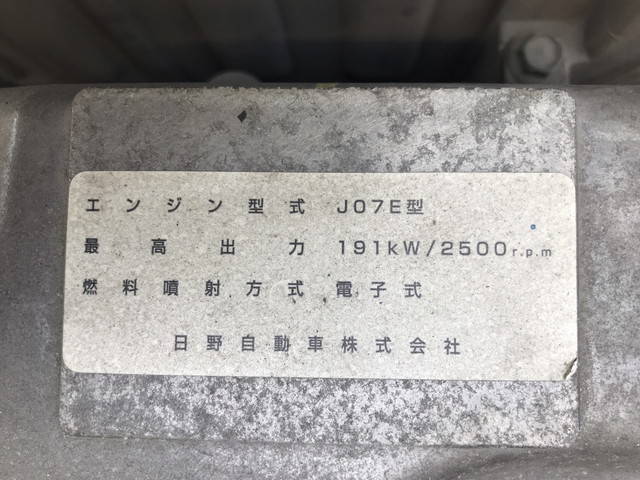 エンジン型式 J07E型
最高出力 191kW/2500r.p.m
燃料噴射方式 電子式
日野自動車株式会社